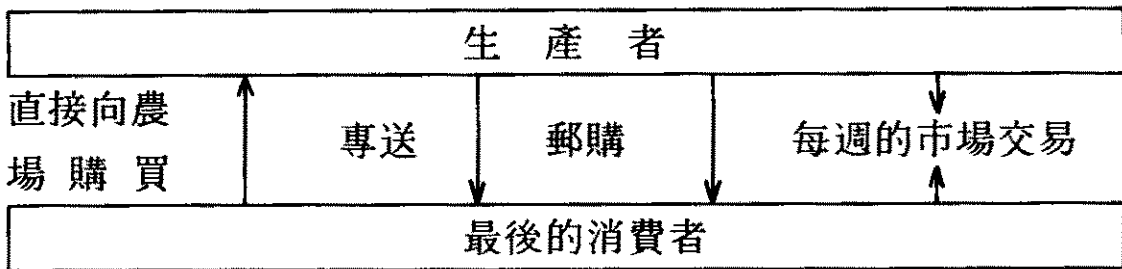 生產者
直接向農
場購買
專送
郵購
每週的市場交易
最後的消費者